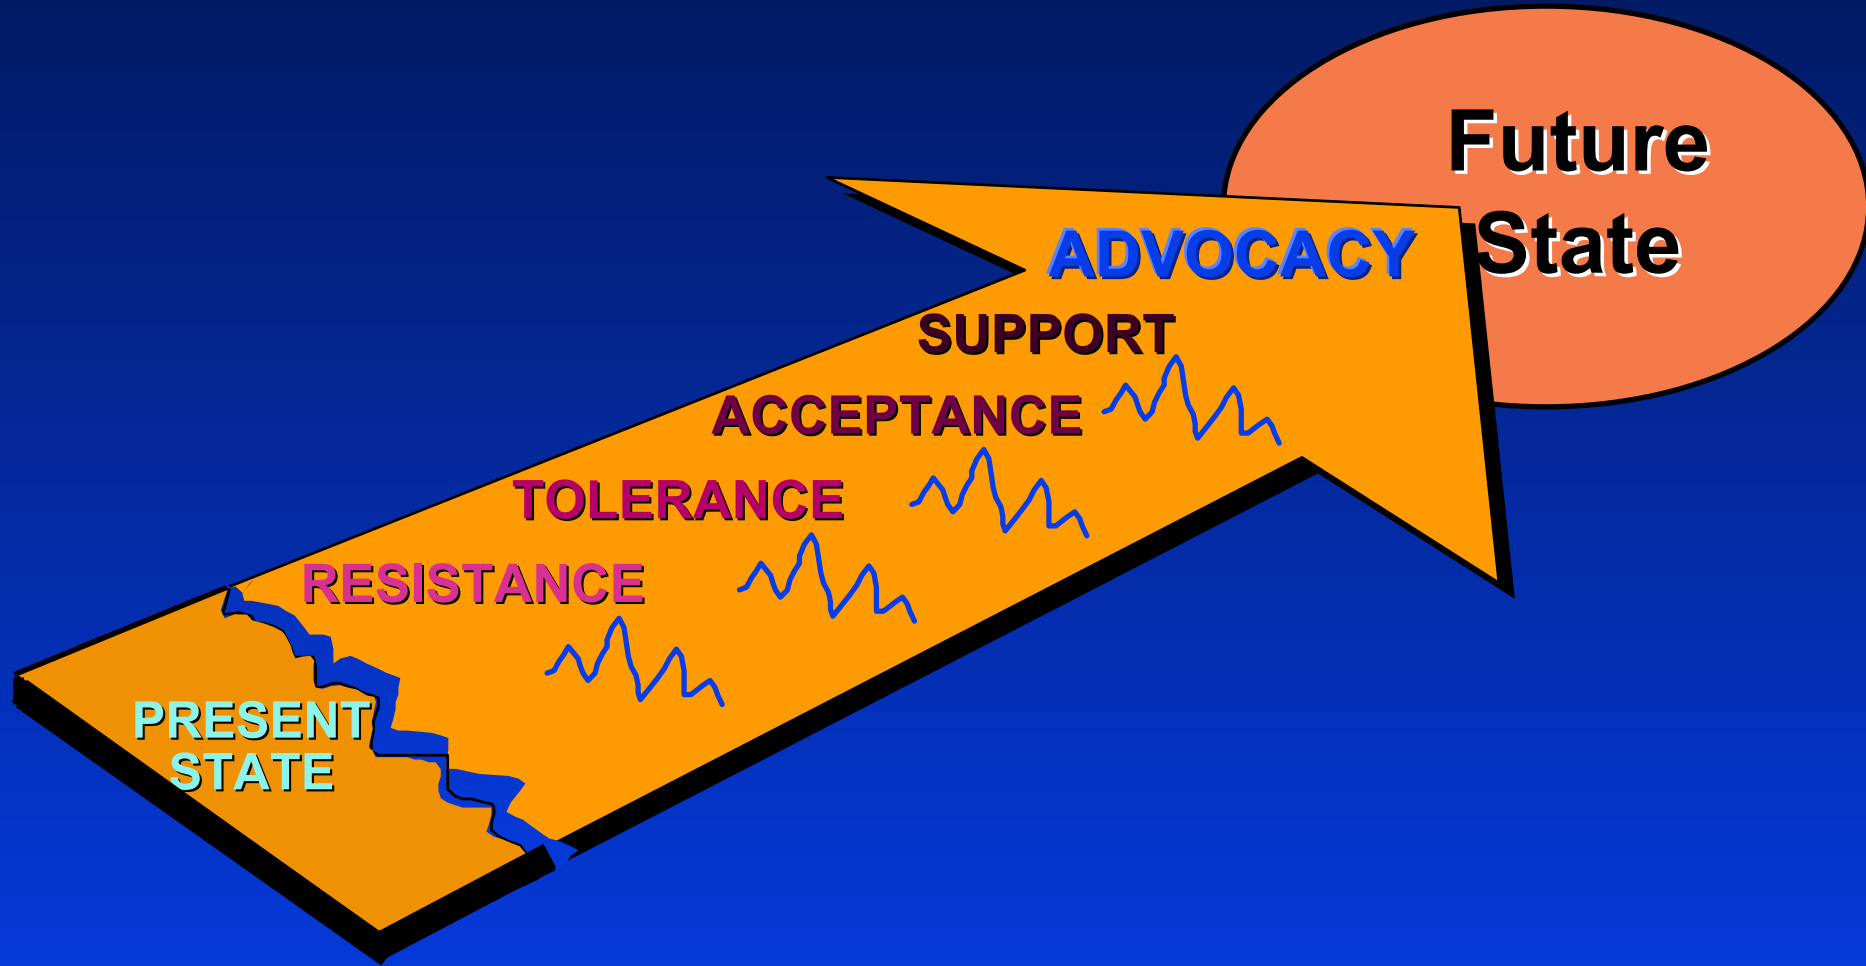 Future
State
ADVOCACY
SUPPORT
ACCEPTANCE
TOLERANCE
RESISTANCE
PRESENT
STATE